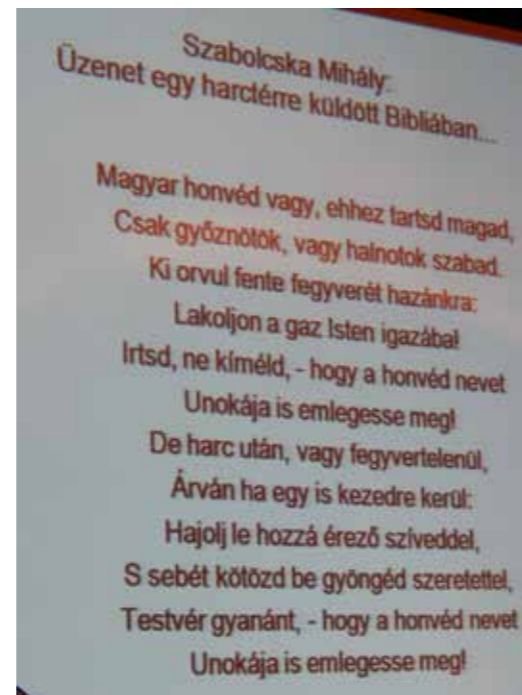 Szabolcska Mihály:
Üzenet egy harctérre küldött Bibliában...
Magyar honvéd vagy, ehhez tartsd magad,
Csak győznötök, vagy halnotok szabad.
Ki orvul fente fegyverét hazánkra:
Lakoljon a gaz Isten igazába!
Irtsd, ne kíméld, - hogy a honvéd nevet
Unokája is emlegesse meg!
De harc után, vagy fegyvertelenül,
Árván ha egy is kezedre kerül:
Hajolj le hozzá érező szíveddel,
S sebét kötözd be gyöngéd szeretettel,
Testvér gyanánt, - hogy a honvéd nevet
Unokája is emlegesse meg!